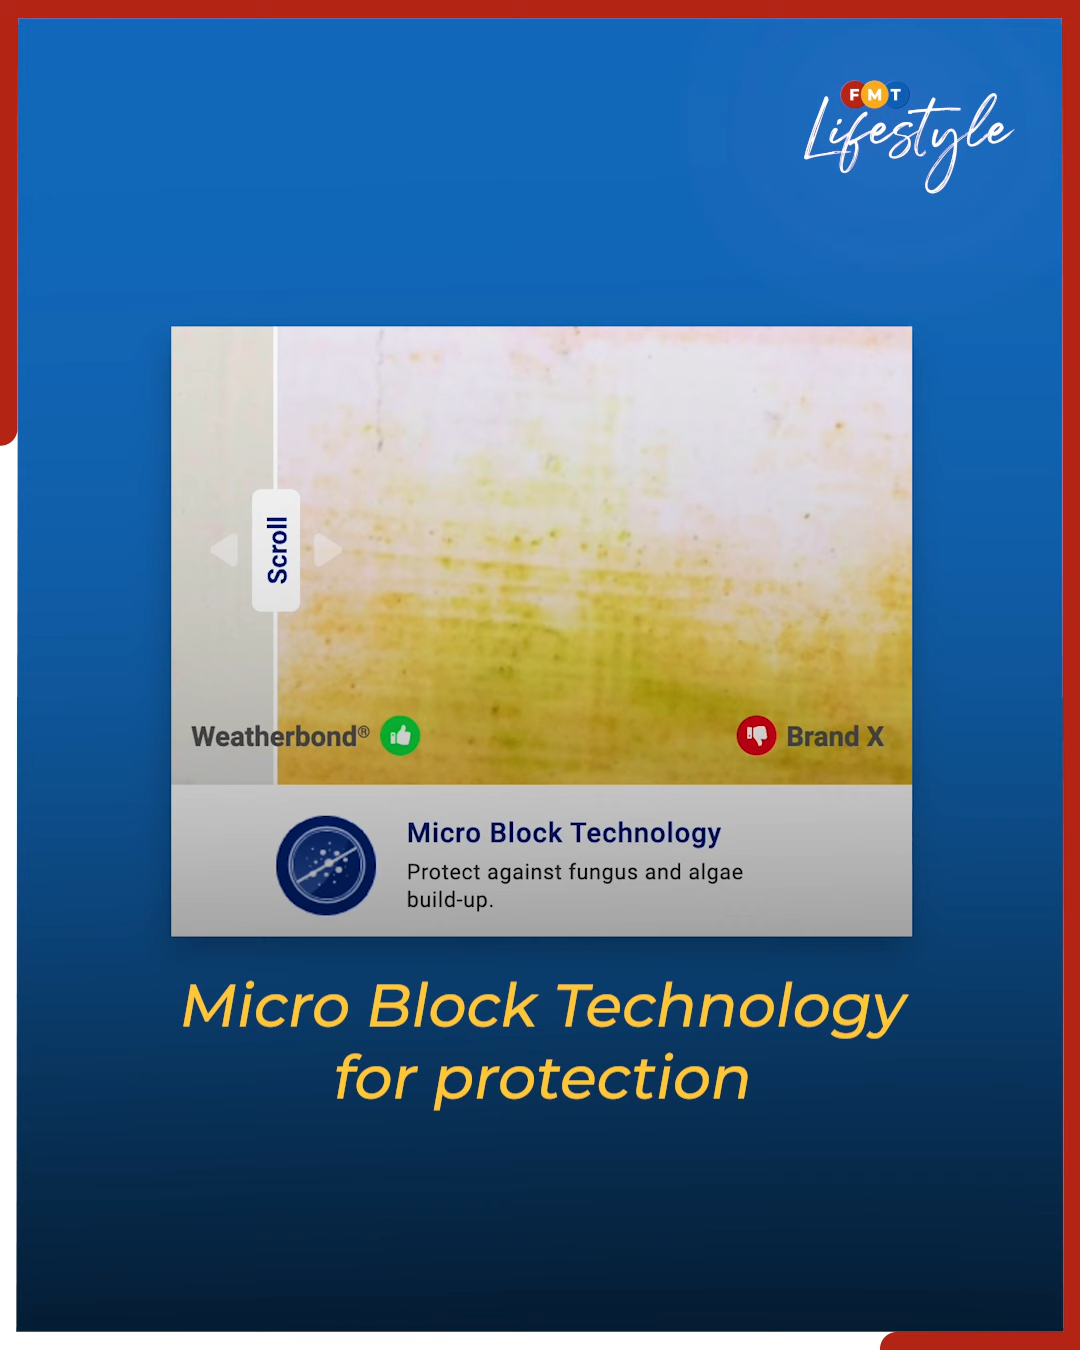 FMT
Lifestyle
Scroll
Weatherbond®
Brand X
Micro Block Technology
Protect against fungus and algae
build-up.
Micro Block Technology
for protection